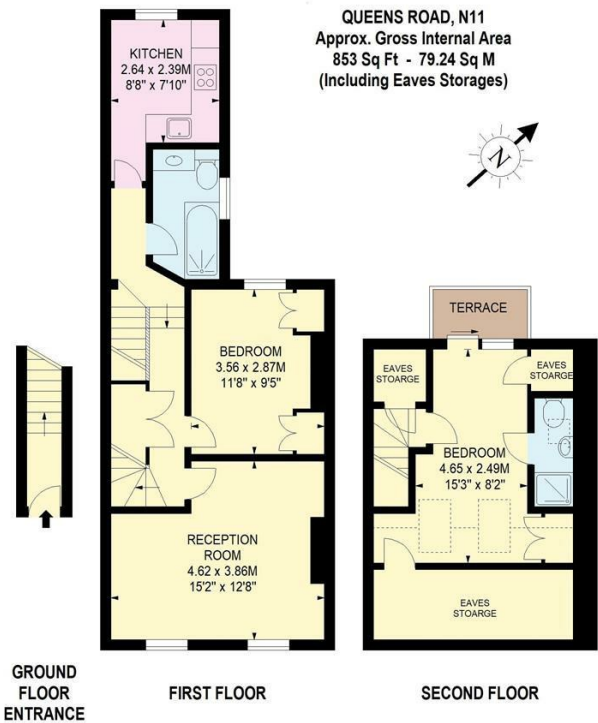 QUEENS ROAD, N11
Approx. Gross Internal Area
853 Sq Ft - 79.24 Sq M
(Including Eaves Storages)
N
KITCHEN
2.64 x 2.39M
8'8" x 7'10"
BEDROOM
3.56 x 2.87M
11'8" x 9'5"
RECEPTION
ROOM
4.62 x 3.86M
15'2" x 12'8"
TERRACE
EAVES
STOARGE
EAVES
STOARGE
BEDROOM
4.65 x 2.49M
15'3" x 8'2"
EAVES
STOARGE
GROUND
FLOOR
ENTRANCE
FIRST FLOOR
SECOND FLOOR